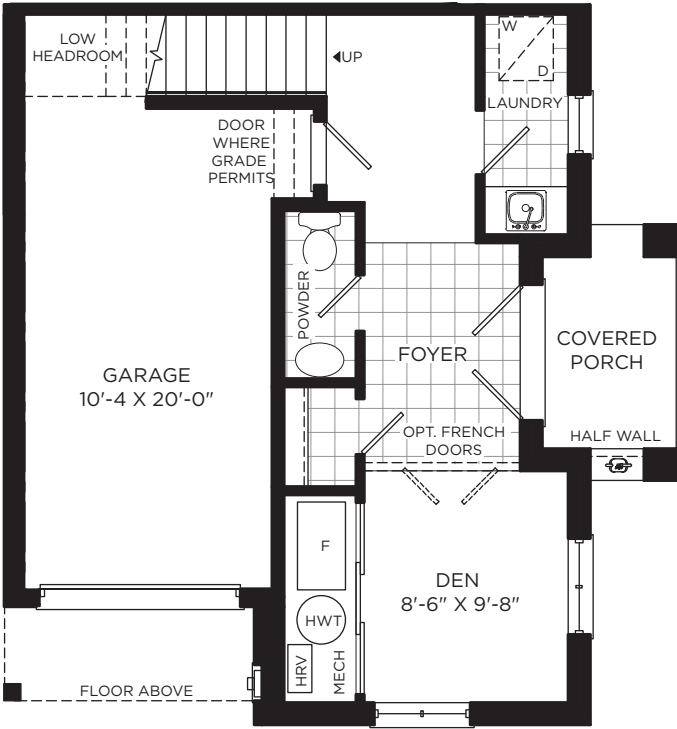 LOW
HEADROOM
UP
W
D
LAUNDRY
DOOR
WHERE
GRADE
PERMITS
POWDER
FOYER
COVERED
PORCH
GARAGE
10'-4 X 20'-0"
OPT. FRENCH
DOORS
HALF WALL
F
HWT
HRV
MECH
DEN
8'-6" X 9'-8"
FLOOR ABOVE